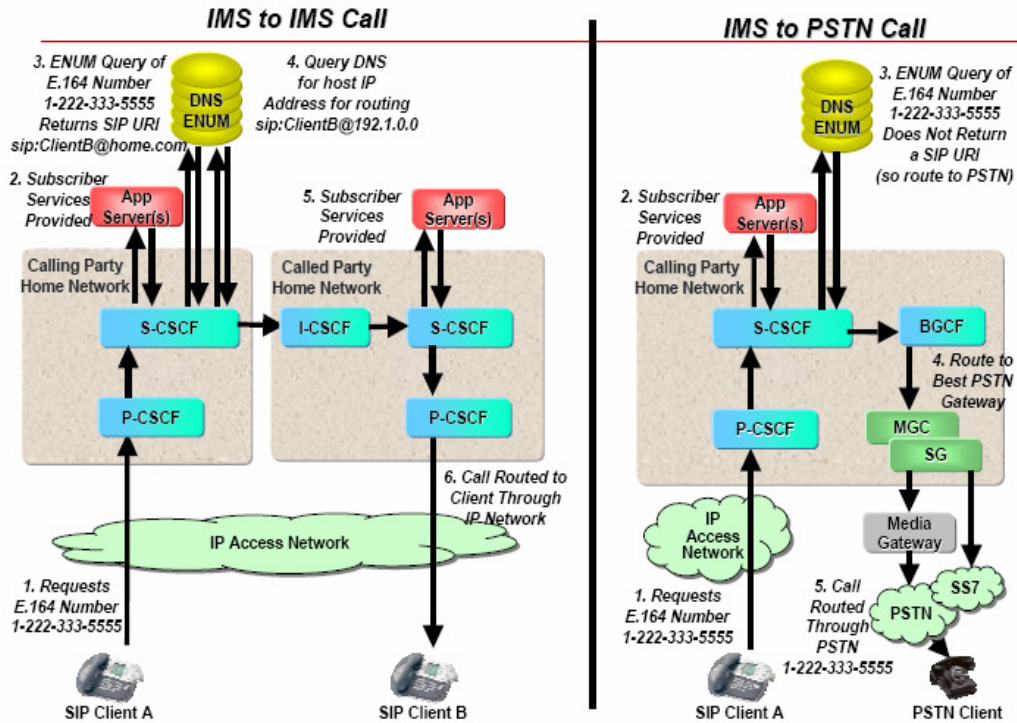 IMS to IMS Call
3. ENUM Query of
E.164 Number
1-222-333-5555
Returns SIP URI
sip:ClientB@home.com
DNS
ENUM
4. Query DNS
for host IP
Address for routing
sip:ClientB@192.1.0.0
2. Subscriber
Services
Provided
App
Server(s)
5. Subscriber
Services
Provided
App
Server(s)
Calling Party
Home Network
Called Party
Home Network
S-CSCF
I-CSCF
S-CSCF
P-CSCF
P-CSCF
6. Call Routed to
Client Through
IP Network
IP Access Network
1. Requests
E.164 Number
1-222-333-5555
SIP Client A
SIP Client B
IMS to PSTN Call
DNS
ENUM
3. ENUM Query of
E.164 Number
1-222-333-5555
Does Not Return
a SIP URI
(so route to PSTN)
2. Subscriber
Services
Provided
App
Server(s)
Calling Party
Home Network
S-CSCF
BGCF
4. Route to
Best PSTN
Gateway
P-CSCF
MGC
SG
IP
Access
Network
Media
Gateway
1. Requests
E.164 Number
1-222-333-5555
5. Call
Routed
Through
PSTN
1-222-333-5555
PSTN
SS7
SIP Client A
PSTN Client